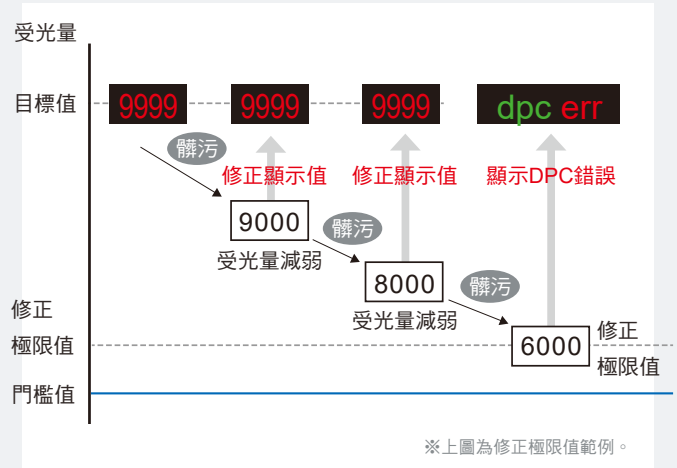 受光量
目標值
9999
9999
9999
dpc err
髒污
修正顯示值
修正顯示值
顯示DPC錯誤
9000
髒污
受光量減弱
8000
髒污
受光量減弱
修正
極限值
6000
修正
極限值
門檻值
※上圖為修正極限值範例。